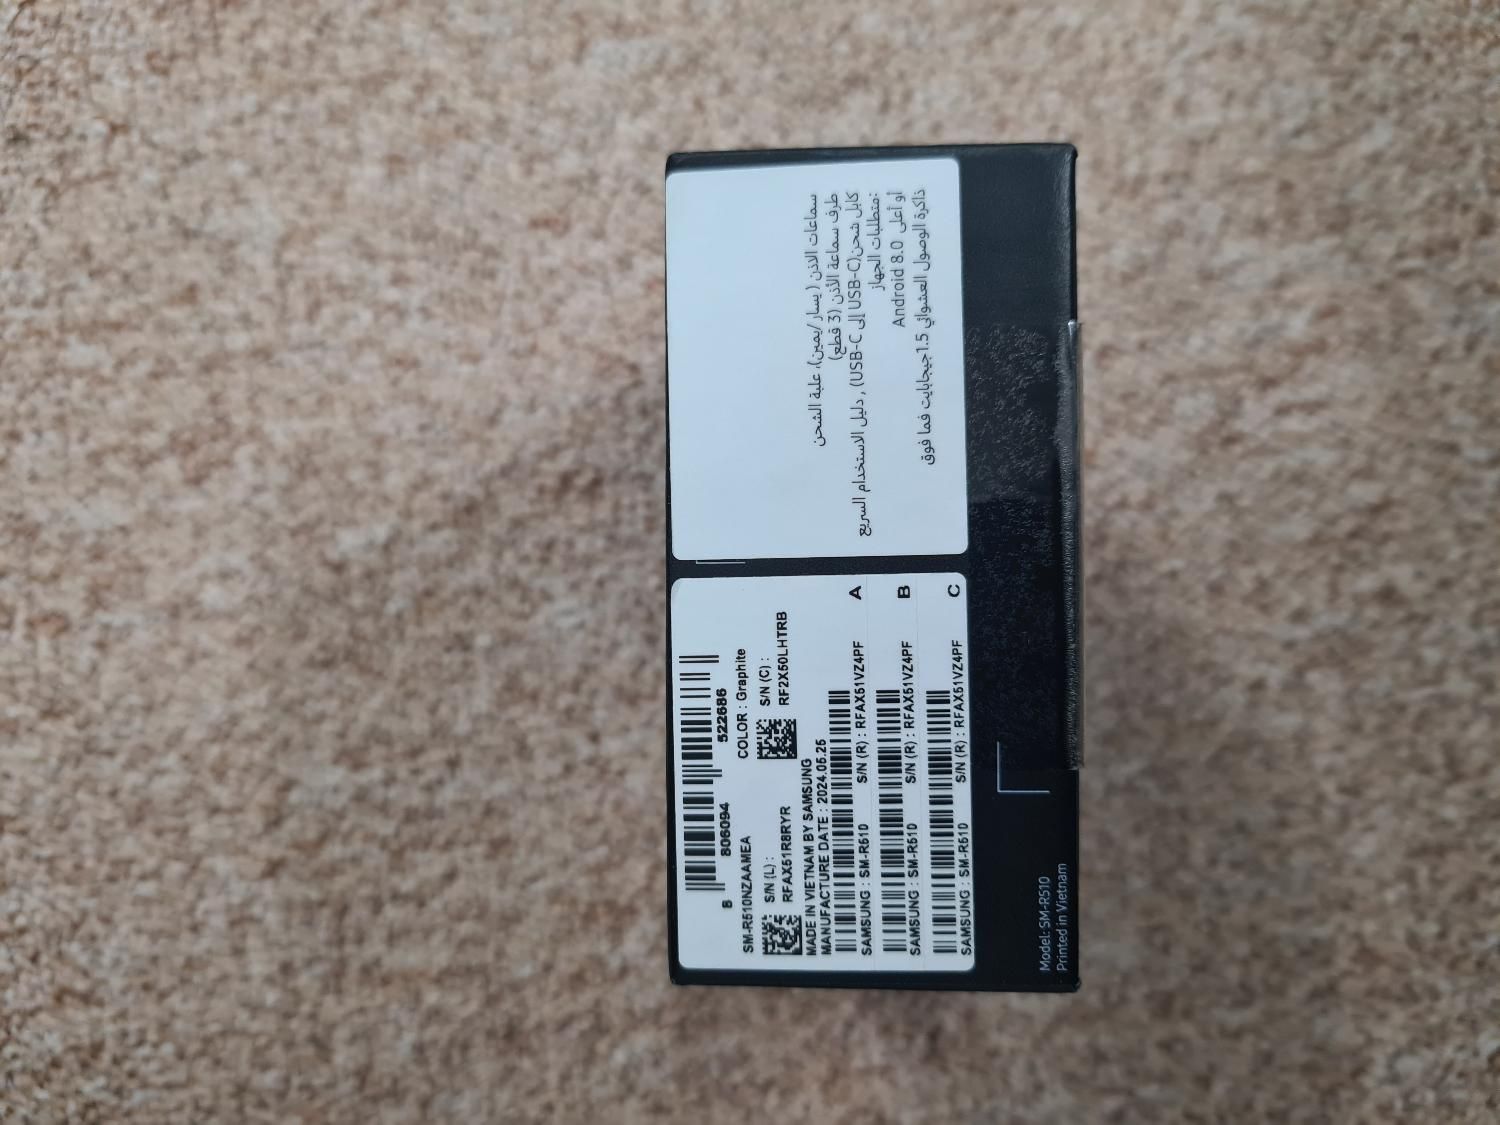 8 806094 522686
SM-R510NZAAMEA COLOR : Graphite
S/N (L) : S/N (C) :
RFAX51R8RYR RF2X50LHTRB
MADE IN VIETNAM BY SAMSUNG
MANUFACTURE DATE : 2024.05.25
SAMSUNG : SM-R510 S/N (R) : RFAX51VZ4PF A
SAMSUNG : SM-R510 S/N (R) : RFAX51VZ4PF B
SAMSUNG : SM-R510 S/N (R) : RFAX51VZ4PF C
Model: SM-R510
Printed in Vietnam
سماعات الاذن ( يسار /يمين)، علبة الشحن
طرف سماعة الأذن (3 قطع)
كابل شحن(USB-C إلى USB-C) , دليل الاستخدام السريع
متطلبات الجهاز:
Android 8.0 أو أعلى
ذاكرة الوصول العشوائي 1.5جيجابايت فما فوق